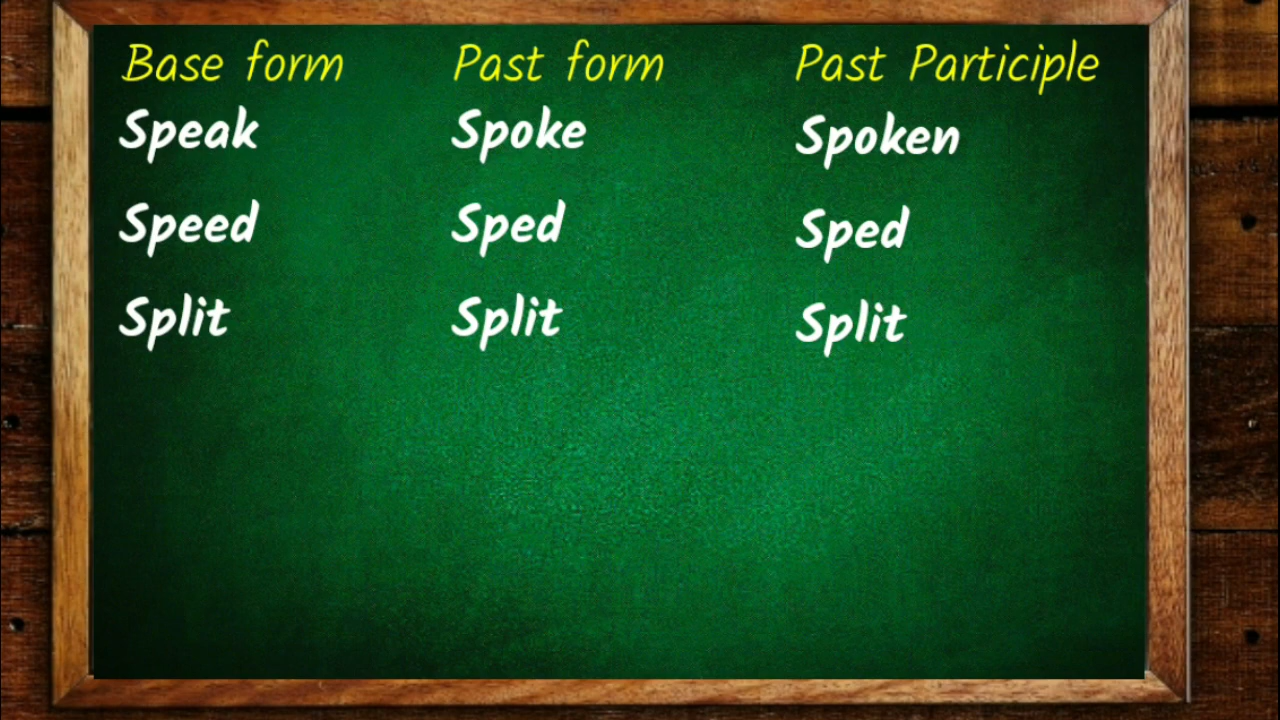 Base form Past form Past Participle
Speak Spoke Spoken
Speed Sped Sped
Split Split Split